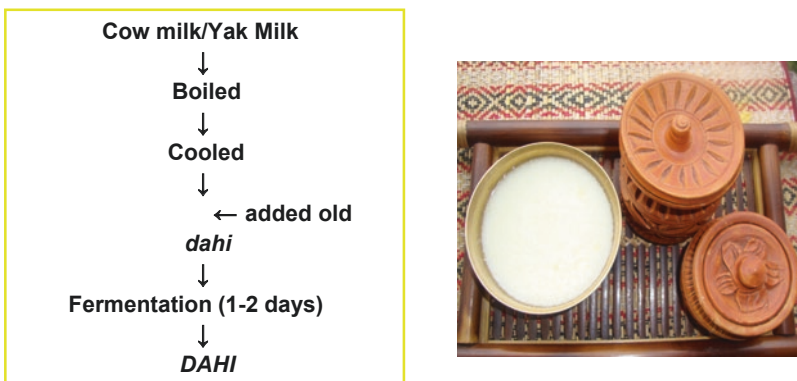 Cow milk/Yak Milk
↓
Boiled
↓
Cooled
↓
← added old
dahi
↓
Fermentation (1-2 days)
↓
DAHI